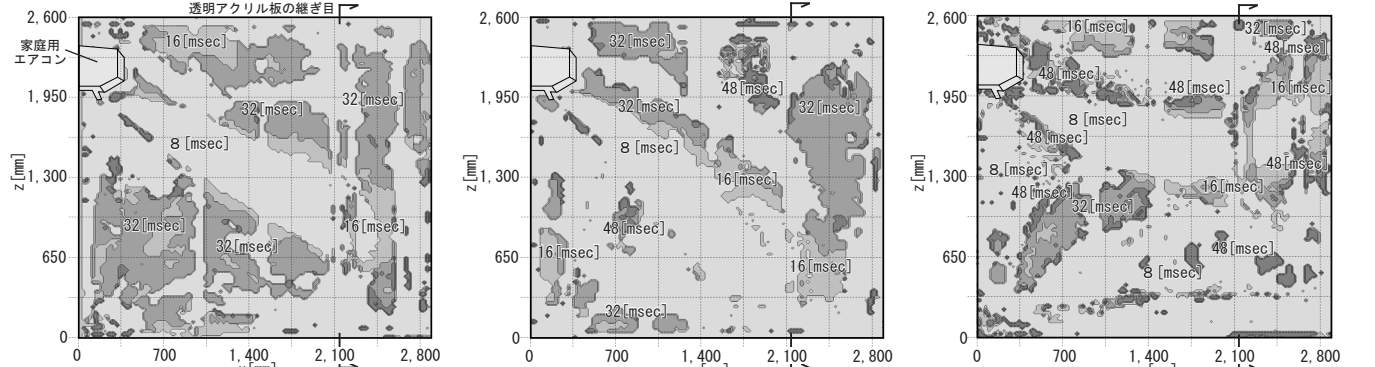 透明アクリル板の継ぎ目
家庭用
エアコン
z[mm]
2,600
1,950
1,300
650
0
0 700 1,400 2,100 2,800
16[msec]
32[msec]
32[msec]
8[msec]
32[msec]
32[msec]
16[msec]
z[mm]
2,600
1,950
1,300
650
0
0 700 1,400 2,100 2,800
32[msec]
48[msec]
32[msec]
32[msec]
8[msec]
16[msec]
48[msec]
16[msec]
16[msec]
32[msec]
z[mm]
2,600
1,950
1,300
650
0
0 700 1,400 2,100 2,800
16[msec]
32[msec]
48[msec]
48[msec]
48[msec]
16[msec]
8[msec]
48[msec]
48[msec]
8[msec]
48[msec]
16[msec]
32[msec]
48[msec]
8[msec]